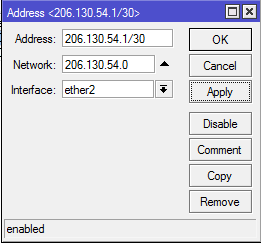 Address <206.130.54.1/30>
Address: 206.130.54.1/30
OK
Network: 206.130.54.0
Cancel
Interface: ether2
Apply
Disable
Comment
Copy
Remove
enabled